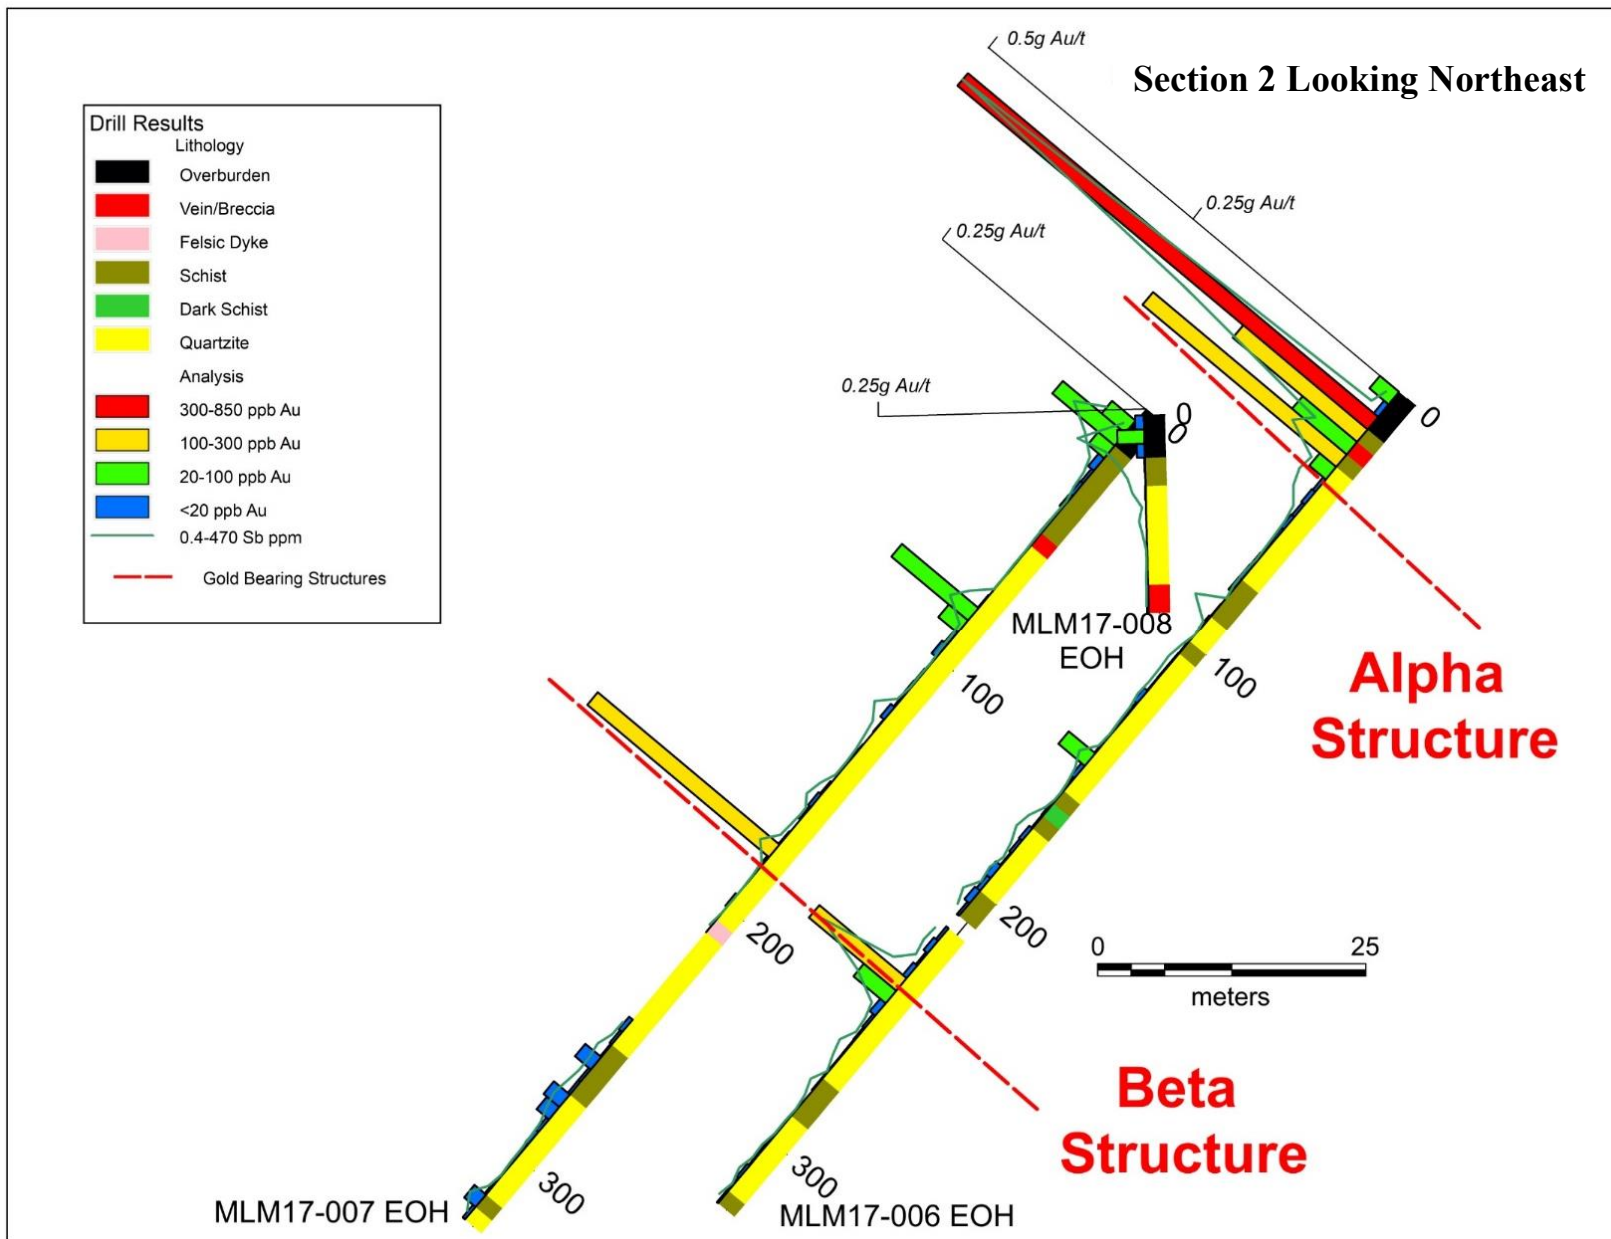 Section 2 Looking Northeast
0.5g Au/t
0.25g Au/t
0.25g Au/t
0.25g Au/t
Drill Results
Lithology
Overburden
Vein/Breccia
Felsic Dyke
Schist
Dark Schist
Quartzite
Analysis
300-850 ppb Au
100-300 ppb Au
20-100 ppb Au
<20 ppb Au
0.4-470 Sb ppm
Gold Bearing Structures
0
0
0
MLM17-008
EOH
100
100
Alpha
Structure
200
200
0 25
meters
Beta
Structure
300
300
MLM17-007 EOH
MLM17-006 EOH